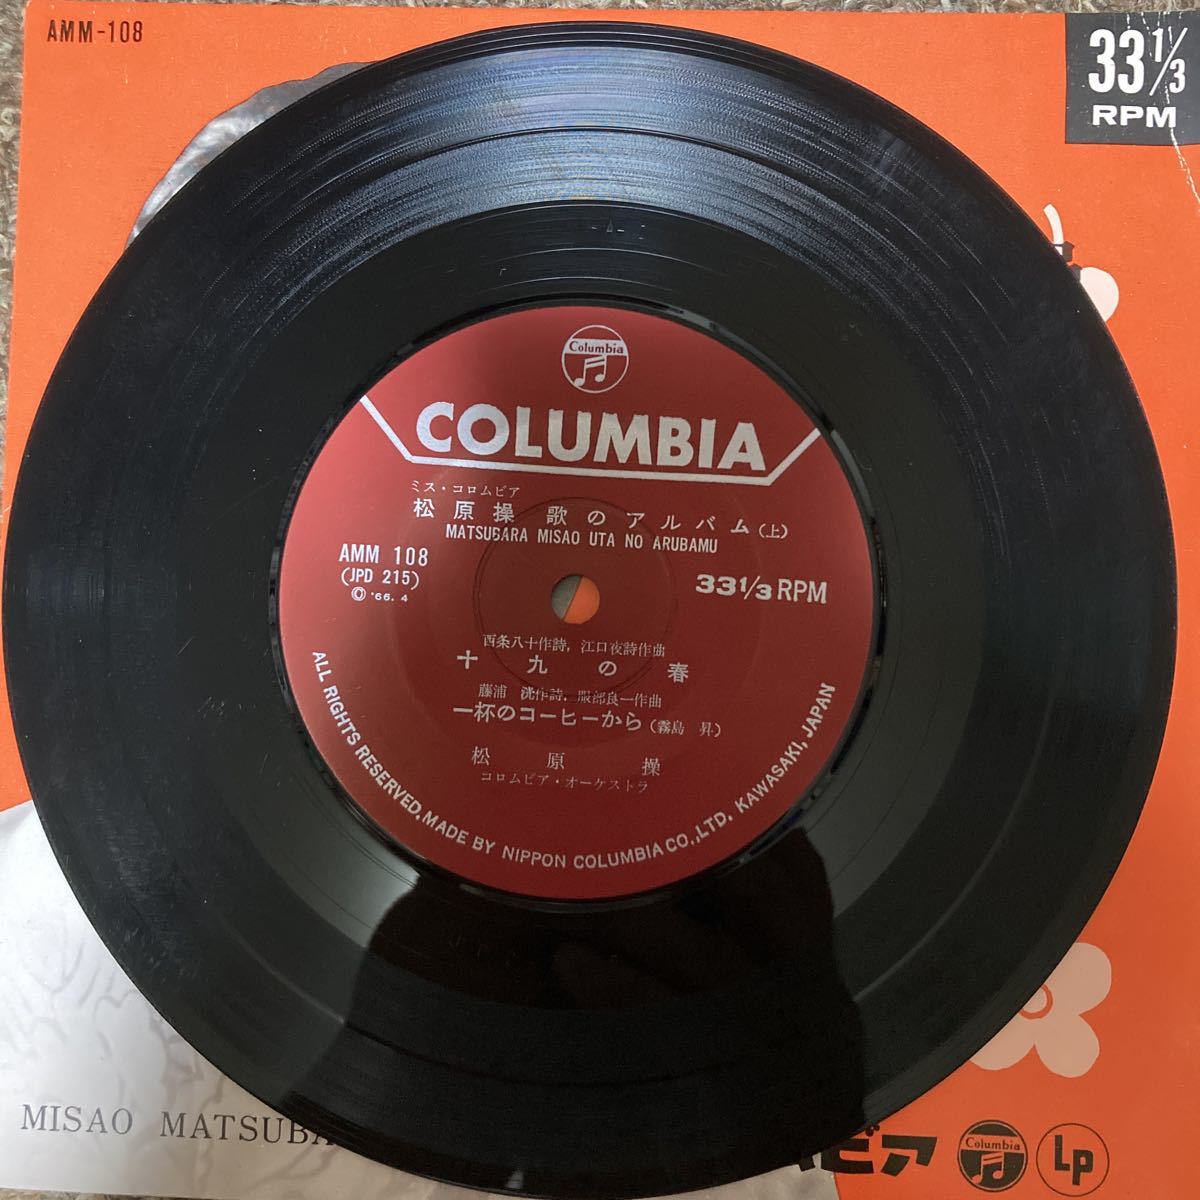 AMM-108
33 1/3
RPM
Columbia
COLUMBIA
ミス・コロムビア
松原操 歌のアルバム(上)
MATSUBARA MISAO UTA NO ARUBAMU
AMM 108
(JPD 215)
© '66. 4
33 1/3 RPM
西条八十作詩, 江口夜詩作曲
十九の春
藤浦 洸作詩, 服部良一作曲
一杯のコーヒーから(霧島 昇)
松原操
コロムビア・オーケストラ
ALL RIGHTS RESERVED, MADE BY NIPPON COLUMBIA CO., LTD. KAWASAKI, JAPAN
MISAO MATSUBA
ビア
Columbia
Lp